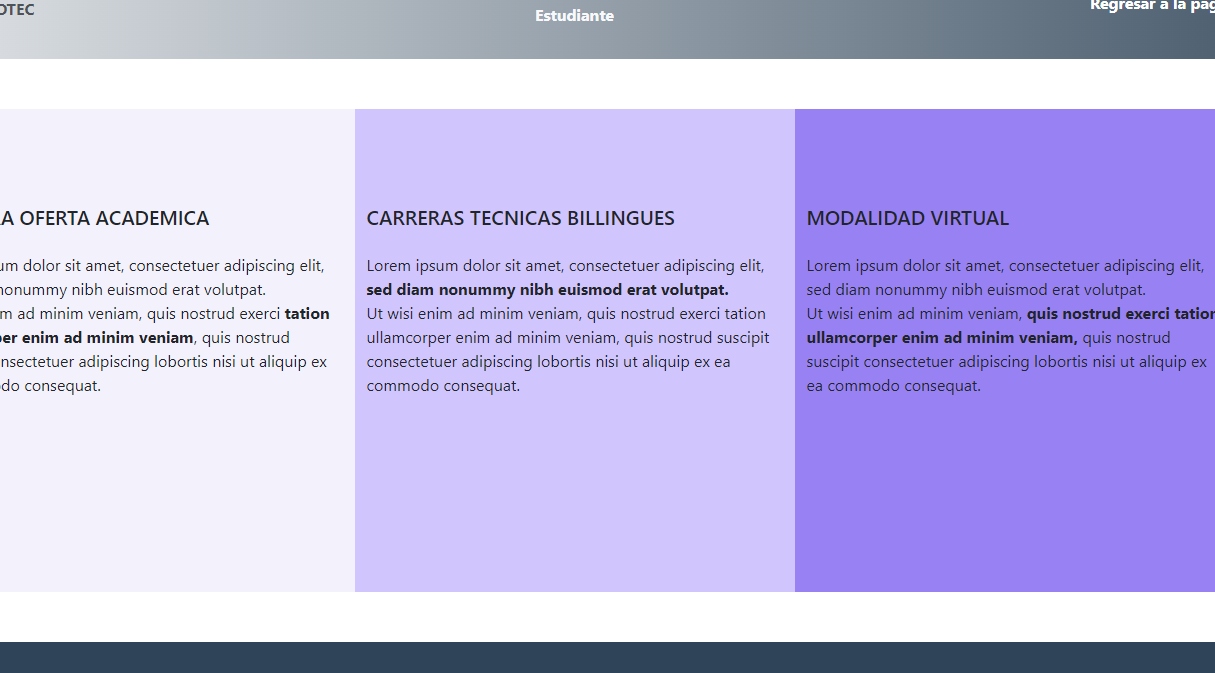 OTEC
Estudiante
Regresar a la pág
A OFERTA ACADEMICA
um dolor sit amet, consectetuer adipiscing elit,
nonummy nibh euismod erat volutpat.
m ad minim veniam, quis nostrud exerci tation
per enim ad minim veniam, quis nostrud
nsectetuer adipiscing lobortis nisi ut aliquip ex
do consequat.
CARRERAS TECNICAS BILLINGUES
Lorem ipsum dolor sit amet, consectetuer adipiscing elit,
sed diam nonummy nibh euismod erat volutpat.
Ut wisi enim ad minim veniam, quis nostrud exerci tation
ullamcorper enim ad minim veniam, quis nostrud suscipit
consectetuer adipiscing lobortis nisi ut aliquip ex ea
commodo consequat.
MODALIDAD VIRTUAL
Lorem ipsum dolor sit amet, consectetuer adipiscing elit,
sed diam nonummy nibh euismod erat volutpat.
Ut wisi enim ad minim veniam, quis nostrud exerci tation
ullamcorper enim ad minim veniam, quis nostrud
suscipit consectetuer adipiscing lobortis nisi ut aliquip ex
ea commodo consequat.